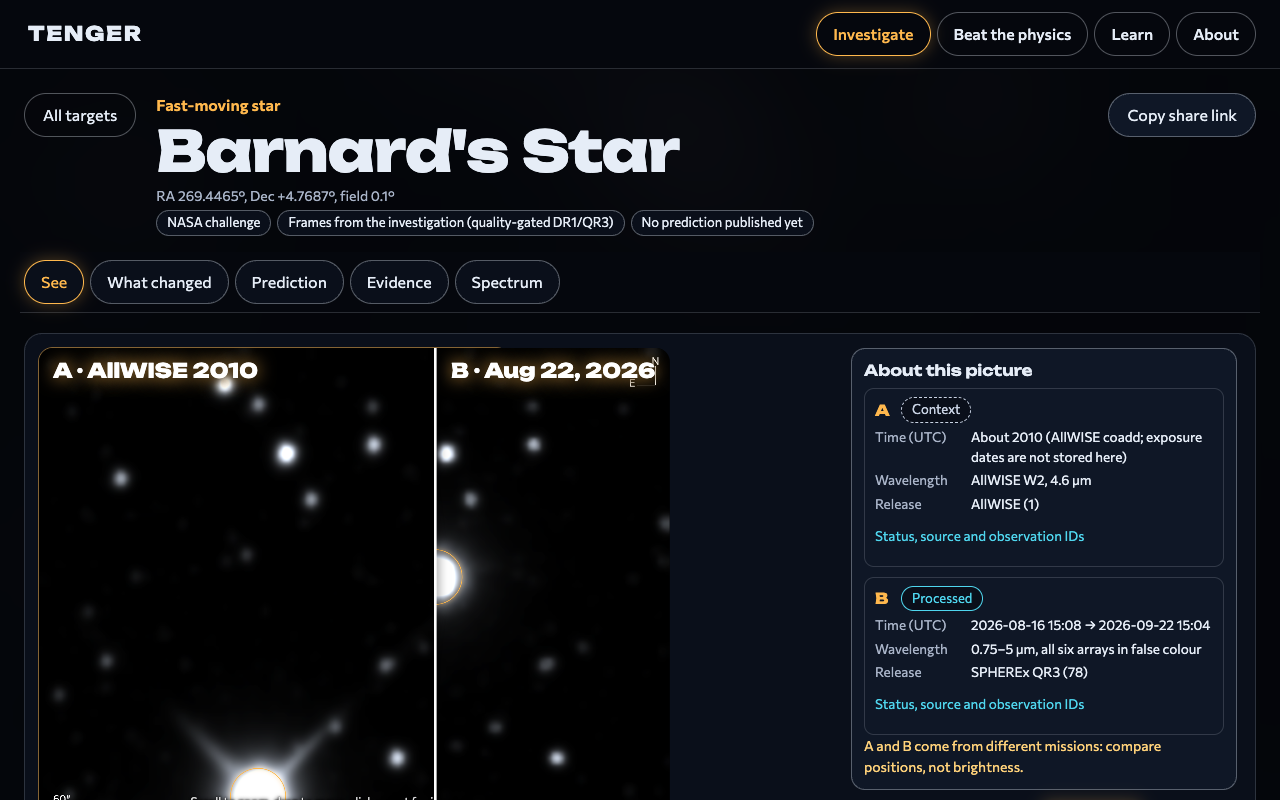 TENGER
Investigate
Beat the physics
Learn
About
All targets
Fast-moving star
Barnard's Star
RA 269.4465°, Dec +4.7687°, field 0.1°
NASA challenge
Frames from the investigation (quality-gated DR1/QR3)
No prediction published yet
Copy share link
See
What changed
Prediction
Evidence
Spectrum
A · AllWISE 2010
B · Aug 22, 2026
N
E
60"
About this picture
A
Context
Time (UTC)
About 2010 (AllWISE coadd; exposure
dates are not stored here)
Wavelength
AllWISE W2, 4.6 µm
Release
AllWISE (1)
Status, source and observation IDs
B
Processed
Time (UTC)
2026-08-16 15:08 → 2026-09-22 15:04
Wavelength
0.75–5 µm, all six arrays in false colour
Release
SPHEREx QR3 (78)
Status, source and observation IDs
A and B come from different missions: compare
positions, not brightness.